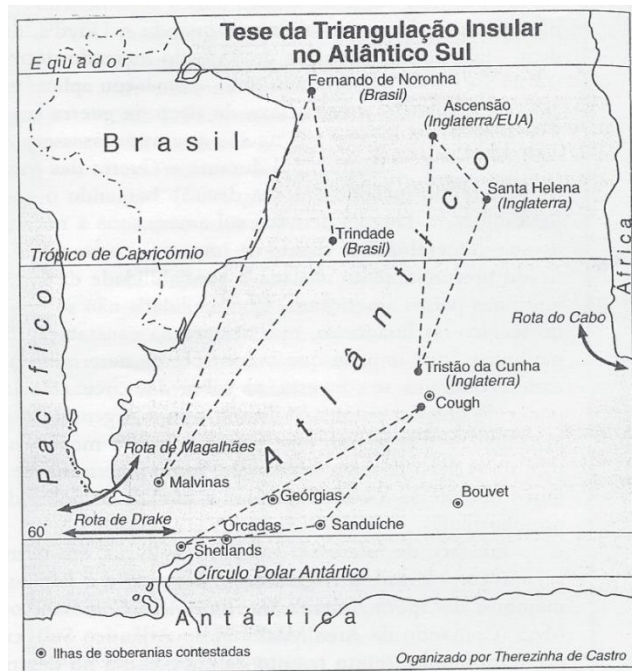 Tese da Triangulação Insular
no Atlântico Sul
Equador
Fernando de Noronha
(Brasil)
Ascensão
(Inglaterra/EUA)
Brasil
Santa Helena
(Inglaterra)
Trindade
(Brasil)
Trópico de Capricórnio
África
Rota do Cabo
Pacífico
Atlântico
Tristão da Cunha
(Inglaterra)
Cough
Rota de Magalhães
Malvinas
Geórgias
Bouvet
Rota de Drake
60°
Orcadas
Sanduíche
Shetlands
Círculo Polar Antártico
Antártica
Ilhas de soberanias contestadas
Organizado por Therezinha de Castro